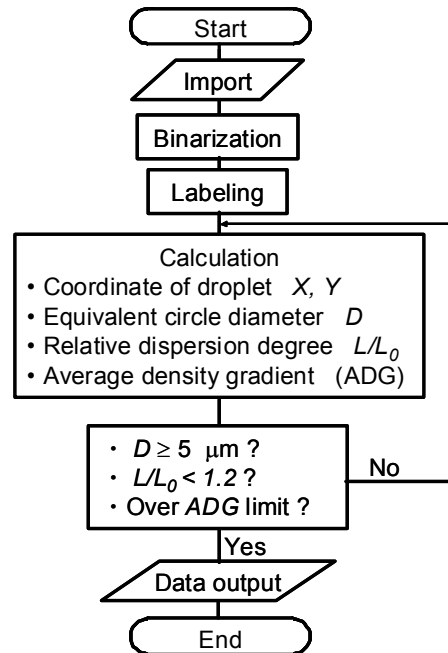 Start
Import
Binarization
Labeling
Calculation
• Coordinate of droplet X, Y
• Equivalent circle diameter D
• Relative dispersion degree L/L0
• Average density gradient (ADG)
・ D ≥ 5 μm ?
・ L/L0 < 1.2 ?
・ Over ADG limit ?
No
Yes
Data output
End